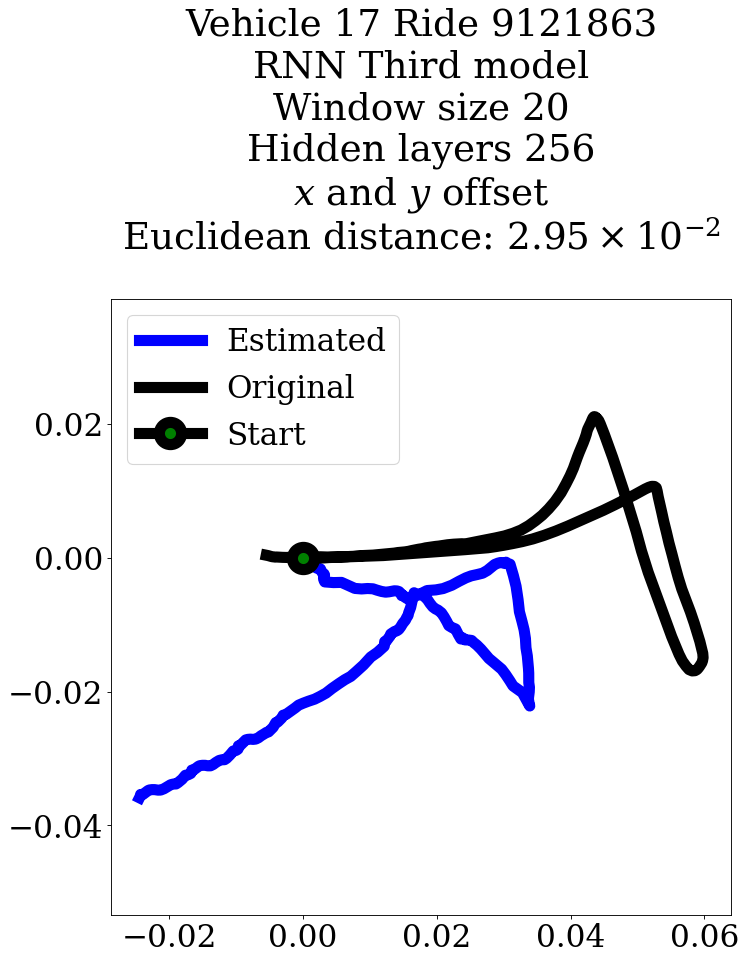 Vehicle 17 Ride 9121863
RNN Third model
Window size 20
Hidden layers 256
x and y offset
Euclidean distance: 2.95 × 10⁻²
Estimated
Original
Start
0.02
0.00
−0.02
−0.04
−0.02 0.00 0.02 0.04 0.06